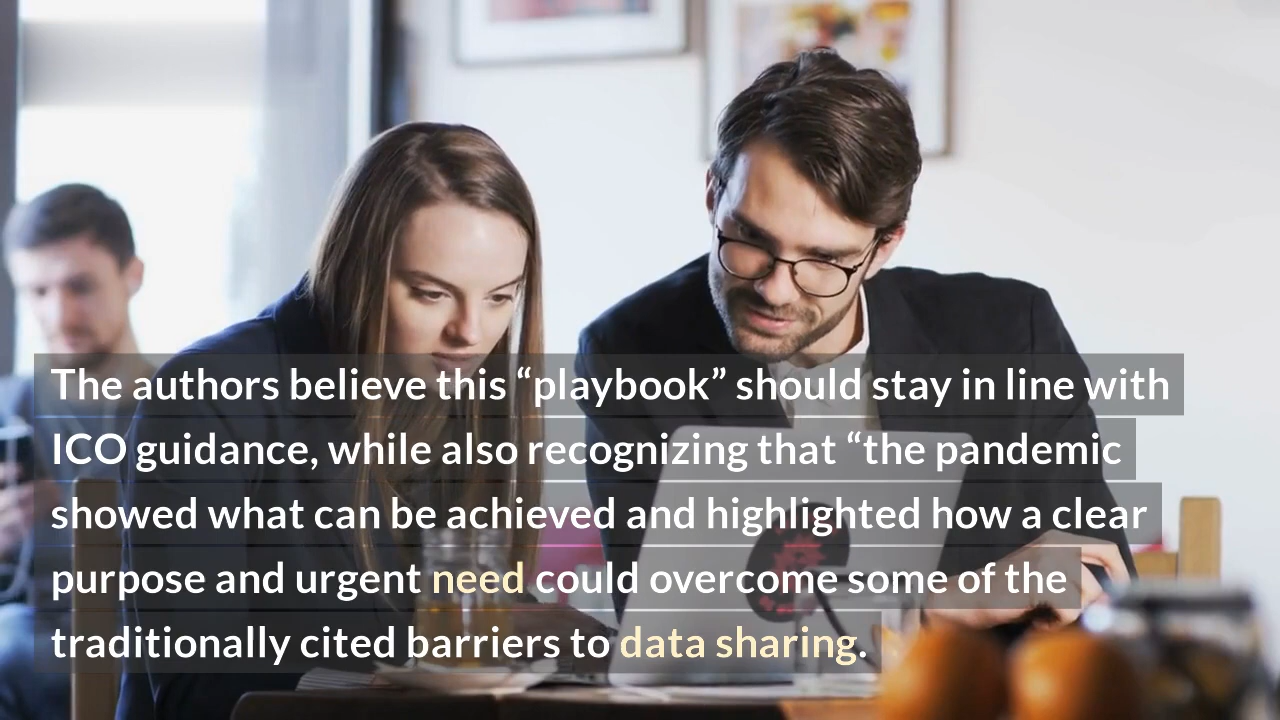 The authors believe this “playbook” should stay in line with
ICO guidance, while also recognizing that “the pandemic
showed what can be achieved and highlighted how a clear
purpose and urgent need could overcome some of the
traditionally cited barriers to data sharing.